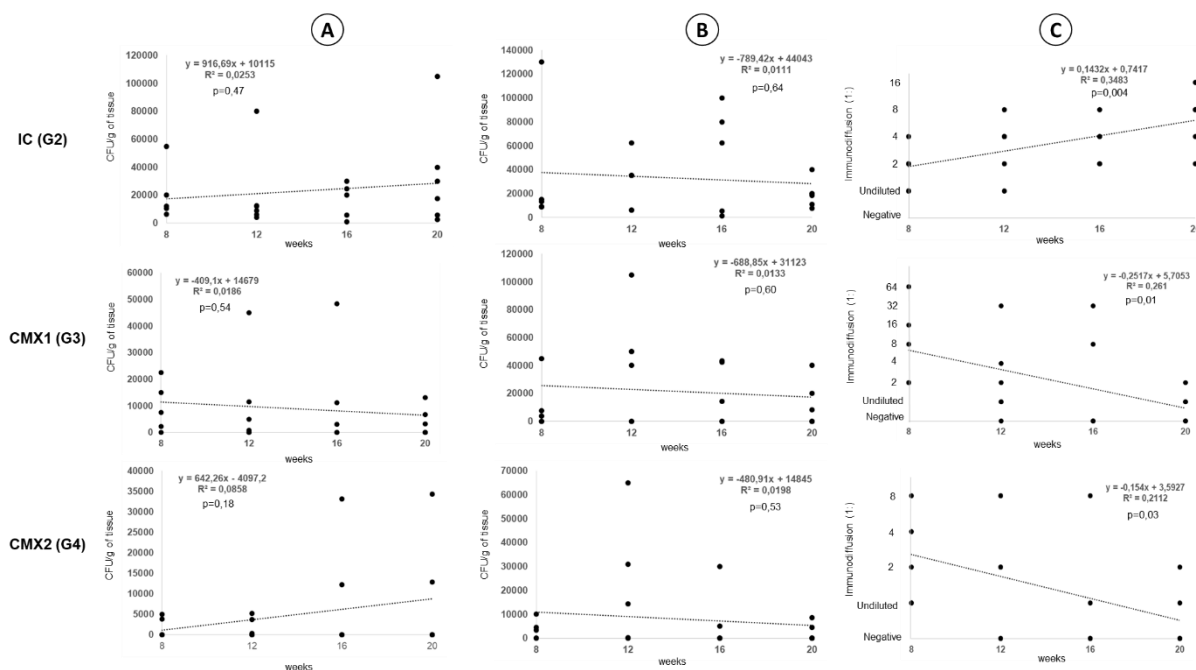 A
B
C
IC (G2)
y = 916,69x + 10115
R² = 0,0253
p=0,47
CFU/g of tissue
120000
100000
80000
60000
40000
20000
0
8
12
16
20
weeks
y = -789,42x + 44043
R² = 0,0111
p=0,64
CFU/g of tissue
140000
120000
100000
80000
60000
40000
20000
0
8
12
16
20
weeks
y = 0,1432x + 0,7417
R² = 0,3483
p=0,004
Immunodiffusion (1:)
16
8
4
2
Undiluted
Negative
8
12
16
20
weeks
CMX1 (G3)
y = -409,1x + 14679
R² = 0,0186
p=0,54
CFU/g of tissue
60000
50000
40000
30000
20000
10000
0
8
12
16
20
weeks
y = -688,85x + 31123
R² = 0,0133
p=0,60
CFU/g of tissue
120000
100000
80000
60000
40000
20000
0
8
12
16
20
weeks
y = -0,2517x + 5,7053
R² = 0,261
p=0,01
Immunodiffusion (1:)
64
32
16
8
4
2
Undiluted
Negative
8
12
16
20
weeks
CMX2 (G4)
y = 642,26x - 4097,2
R² = 0,0858
p=0,18
CFU/g of tissue
40000
35000
30000
25000
20000
15000
10000
5000
0
8
12
16
20
weeks
y = -480,91x + 14845
R² = 0,0198
p=0,53
CFU/g of tissue
70000
60000
50000
40000
30000
20000
10000
0
8
12
16
20
weeks
y = -0,154x + 3,5927
R² = 0,2112
p=0,03
Immunodiffusion (1:)
8
4
2
Undiluted
Negative
8
12
16
20
weeks